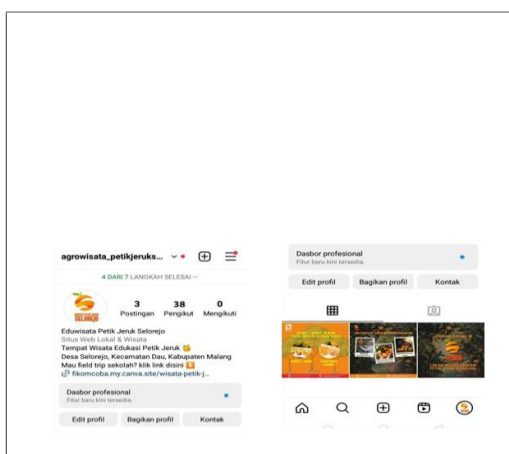 agrowisata_petikjeruks...
4 DARI 7 LANGKAH SELESAI
3 38 0
Postingan Pengikut Mengikuti
SELOREJO
Eduwisata Petik Jeruk Selorejo
Situs Web Lokal & Wisata
Tempat Wisata Edukasi Petik Jeruk 🍊
Desa Selorejo, Kecamatan Dau, Kabupaten Malang
Mau field trip sekolah? klik link disini ⬇️
fikomcoba.my.canva.site/wisata-petik-j...
Dasbor profesional
Fitur baru kini tersedia.
Edit profil Bagikan profil Kontak
Dasbor profesional
Fitur baru kini tersedia.
Edit profil Bagikan profil Kontak